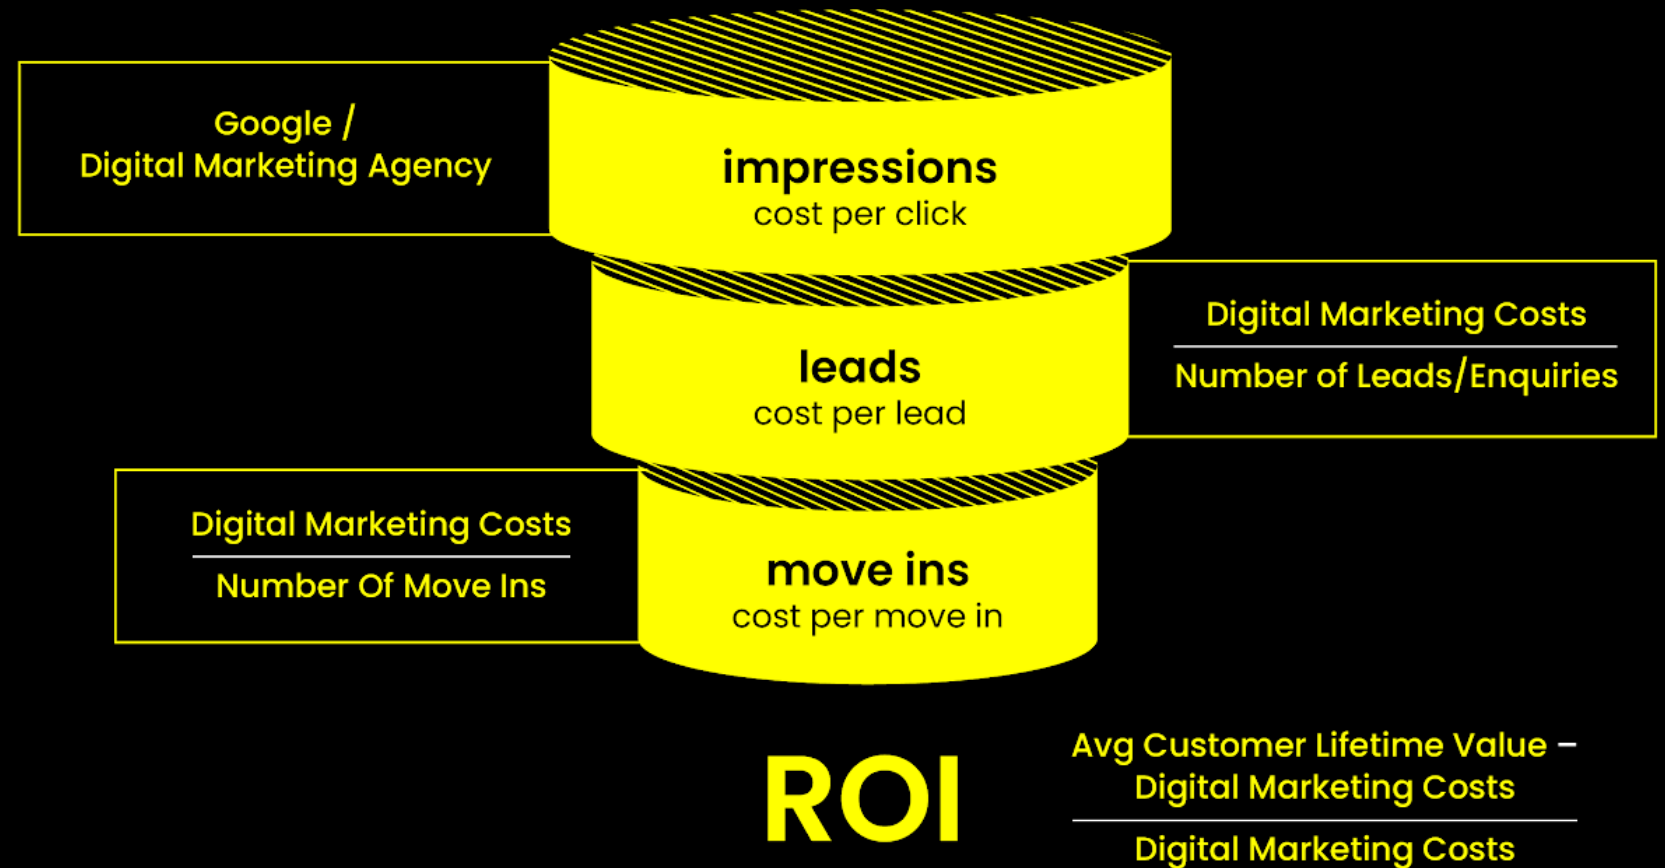 Google /
Digital Marketing Agency
impressions
cost per click
leads
cost per lead
Digital Marketing Costs
Number of Leads/Enquiries
Digital Marketing Costs
Number Of Move Ins
move ins
cost per move in
ROI
Avg Customer Lifetime Value –
Digital Marketing Costs
Digital Marketing Costs